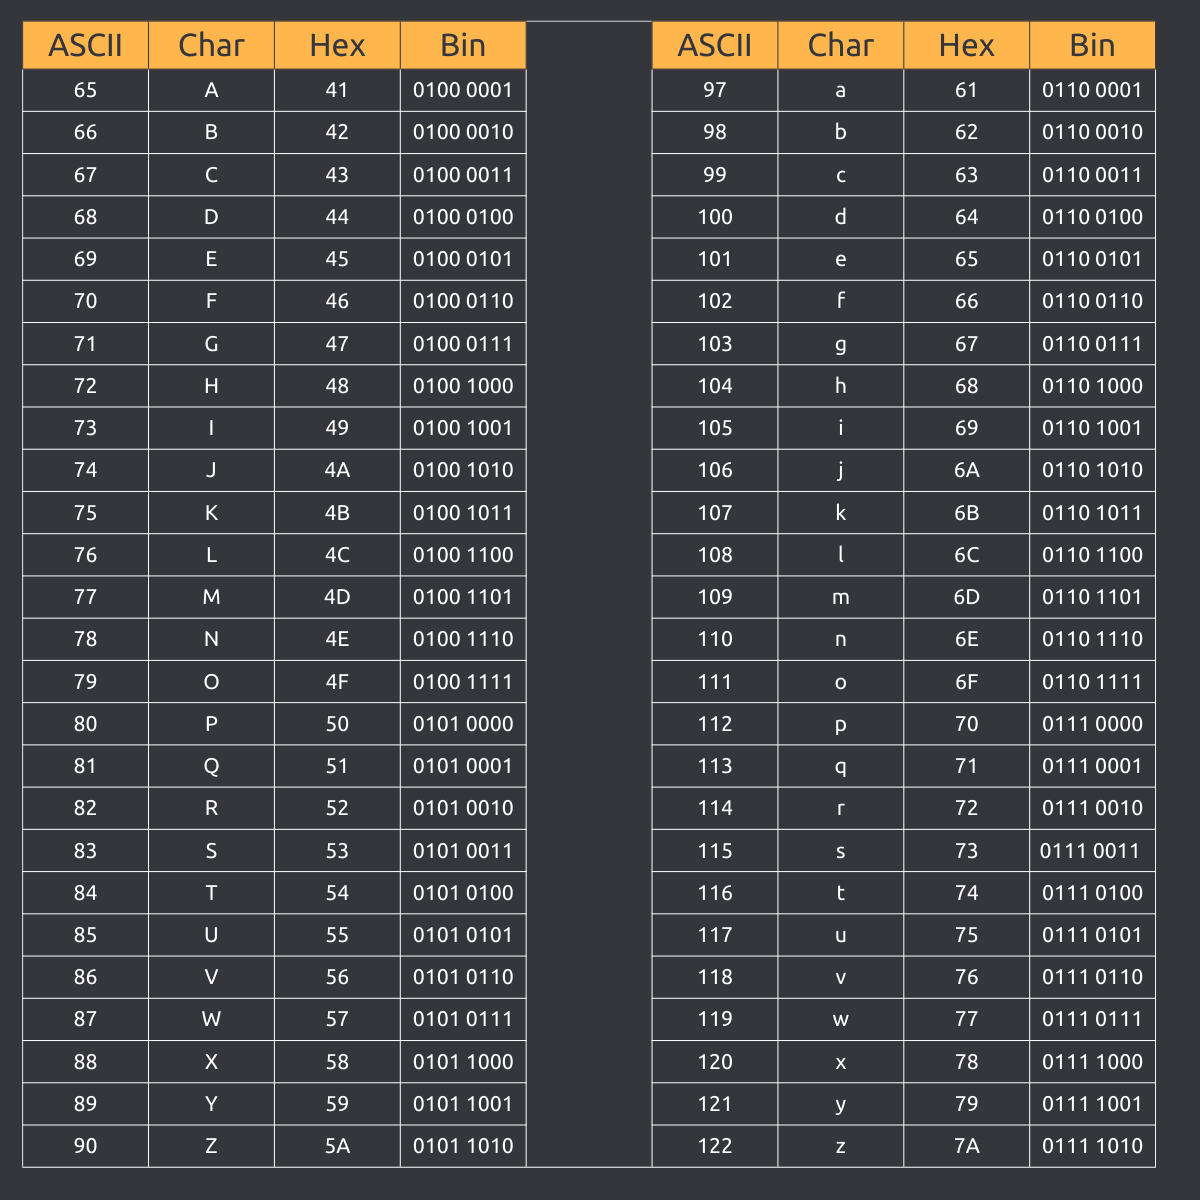 ASCII Char Hex Bin ASCII Char Hex Bin
65 A 41 0100 0001 97 a 61 0110 0001
66 B 42 0100 0010 98 b 62 0110 0010
67 C 43 0100 0011 99 c 63 0110 0011
68 D 44 0100 0100 100 d 64 0110 0100
69 E 45 0100 0101 101 e 65 0110 0101
70 F 46 0100 0110 102 f 66 0110 0110
71 G 47 0100 0111 103 g 67 0110 0111
72 H 48 0100 1000 104 h 68 0110 1000
73 I 49 0100 1001 105 i 69 0110 1001
74 J 4A 0100 1010 106 j 6A 0110 1010
75 K 4B 0100 1011 107 k 6B 0110 1011
76 L 4C 0100 1100 108 l 6C 0110 1100
77 M 4D 0100 1101 109 m 6D 0110 1101
78 N 4E 0100 1110 110 n 6E 0110 1110
79 O 4F 0100 1111 111 o 6F 0110 1111
80 P 50 0101 0000 112 p 70 0111 0000
81 Q 51 0101 0001 113 q 71 0111 0001
82 R 52 0101 0010 114 r 72 0111 0010
83 S 53 0101 0011 115 s 73 0111 0011
84 T 54 0101 0100 116 t 74 0111 0100
85 U 55 0101 0101 117 u 75 0111 0101
86 V 56 0101 0110 118 v 76 0111 0110
87 W 57 0101 0111 119 w 77 0111 0111
88 X 58 0101 1000 120 x 78 0111 1000
89 Y 59 0101 1001 121 y 79 0111 1001
90 Z 5A 0101 1010 122 z 7A 0111 1010